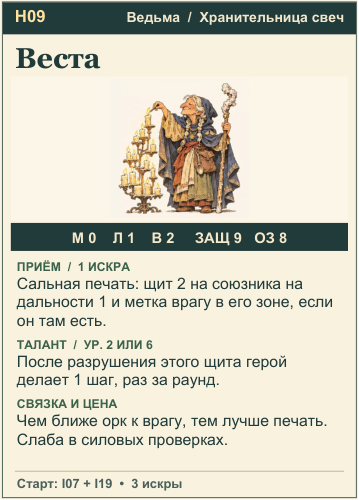 H09 Ведьма / Хранительница свеч
Веста
М 0 Л 1 В 2 ЗАЩ 9 ОЗ 8
ПРИЁМ / 1 ИСКРА
Сальная печать: щит 2 на союзника на
дальности 1 и метка врагу в его зоне, если
он там есть.
ТАЛАНТ / УР. 2 ИЛИ 6
После разрушения этого щита герой
делает 1 шаг, раз за раунд.
СВЯЗКА И ЦЕНА
Чем ближе орк к врагу, тем лучше печать.
Слаба в силовых проверках.
Старт: I07 + I19 • 3 искры